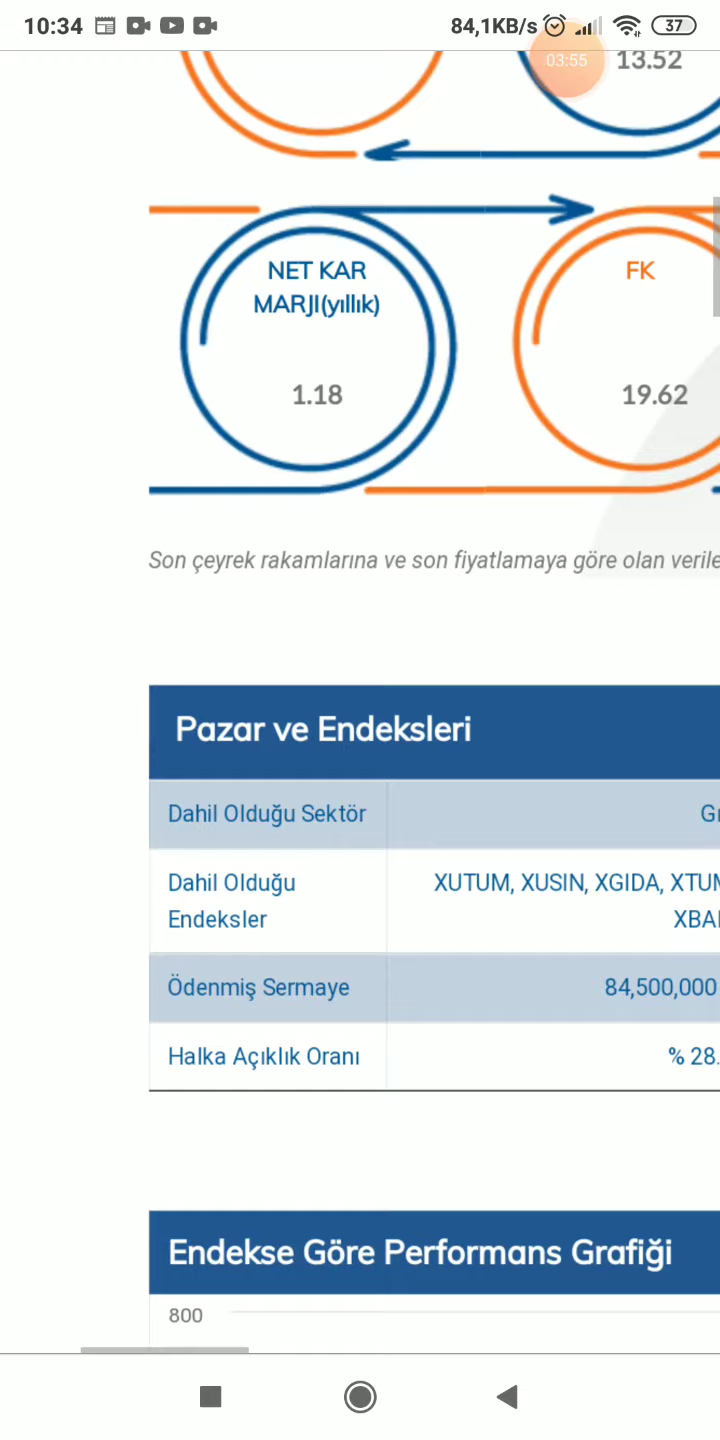 10:34 84,1KB/s 37
03:55 13.52
NET KAR
MARJI(yıllık)
FK
1.18
19.62
Son çeyrek rakamlarına ve son fiyatlamaya göre olan
Pazar ve Endeksleri
Dahil Olduğu Sektör
Dahil Olduğu
Endeksler
XUTUM, XUSIN, XGIDA,
Ödenmiş Sermaye 84,500,000
Halka Açıklık Oranı % 28.
Endekse Göre Performans Grafiği
800